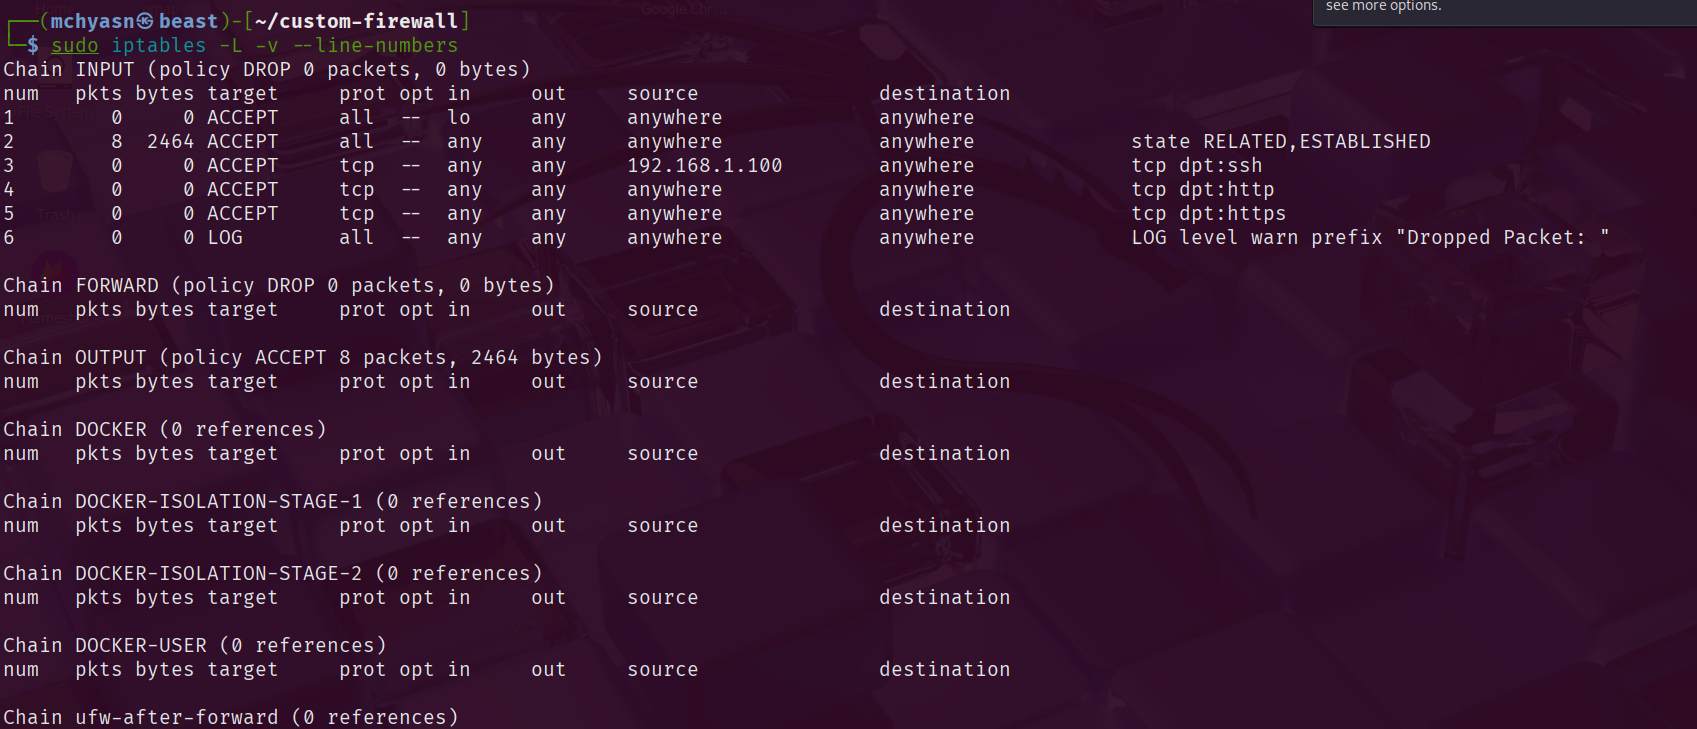 see more options.
┌──(mchyasn㉿beast)-[~/custom-firewall]
└─$ sudo iptables -L -v --line-numbers
Chain INPUT (policy DROP 0 packets, 0 bytes)
num   pkts bytes target     prot opt in     out     source               destination
1        0     0 ACCEPT     all  --  lo     any     anywhere             anywhere
2        8  2464 ACCEPT     all  --  any    any     anywhere             anywhere             state RELATED,ESTABLISHED
3        0     0 ACCEPT     tcp  --  any    any     192.168.1.100        anywhere             tcp dpt:ssh
4        0     0 ACCEPT     tcp  --  any    any     anywhere             anywhere             tcp dpt:http
5        0     0 ACCEPT     tcp  --  any    any     anywhere             anywhere             tcp dpt:https
6        0     0 LOG        all  --  any    any     anywhere             anywhere             LOG level warn prefix "Dropped Packet: "
Chain FORWARD (policy DROP 0 packets, 0 bytes)
num   pkts bytes target     prot opt in     out     source               destination
Chain OUTPUT (policy ACCEPT 8 packets, 2464 bytes)
num   pkts bytes target     prot opt in     out     source               destination
Chain DOCKER (0 references)
num   pkts bytes target     prot opt in     out     source               destination
Chain DOCKER-ISOLATION-STAGE-1 (0 references)
num   pkts bytes target     prot opt in     out     source               destination
Chain DOCKER-ISOLATION-STAGE-2 (0 references)
num   pkts bytes target     prot opt in     out     source               destination
Chain DOCKER-USER (0 references)
num   pkts bytes target     prot opt in     out     source               destination
Chain ufw-after-forward (0 references)
Home
Google Chr...
File System
Trash